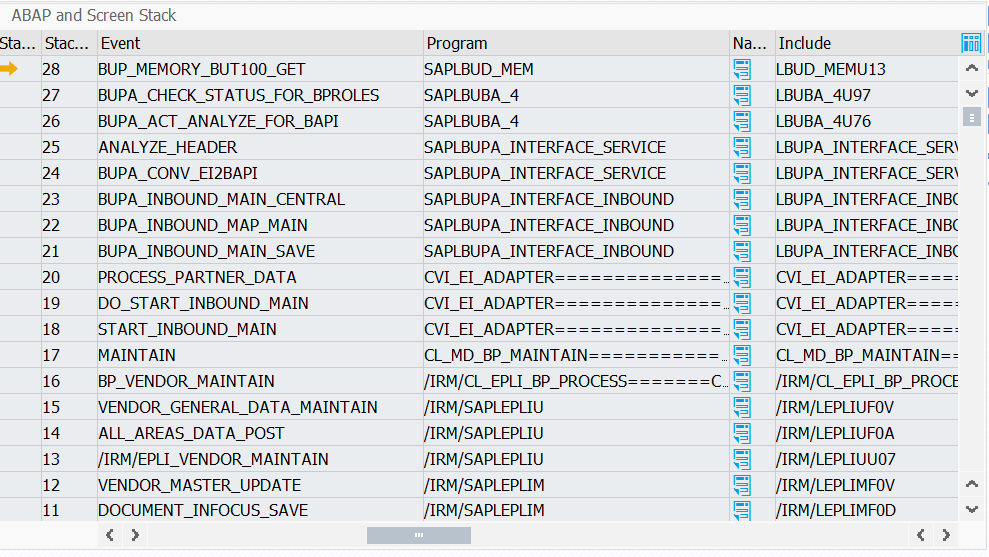 ABAP and Screen Stack
Sta... Stac... Event Program Na... Include
28 BUP_MEMORY_BUT100_GET SAPLBUD_MEM LBUD_MEMU13
27 BUPA_CHECK_STATUS_FOR_BPROLES SAPLBUBA_4 LBUBA_4U97
26 BUPA_ACT_ANALYZE_FOR_BAPI SAPLBUBA_4 LBUBA_4U76
25 ANALYZE_HEADER SAPLBUPA_INTERFACE_SERVICE LBUPA_INTERFACE_SERV
24 BUPA_CONV_EI2BAPI SAPLBUPA_INTERFACE_SERVICE LBUPA_INTERFACE_SERV
23 BUPA_INBOUND_MAIN_CENTRAL SAPLBUPA_INTERFACE_INBOUND LBUPA_INTERFACE_INBO
22 BUPA_INBOUND_MAP_MAIN SAPLBUPA_INTERFACE_INBOUND LBUPA_INTERFACE_INBO
21 BUPA_INBOUND_MAIN_SAVE SAPLBUPA_INTERFACE_INBOUND LBUPA_INTERFACE_INBO
20 PROCESS_PARTNER_DATA CVI_EI_ADAPTER==============... CVI_EI_ADAPTER=======
19 DO_START_INBOUND_MAIN CVI_EI_ADAPTER==============... CVI_EI_ADAPTER=======
18 START_INBOUND_MAIN CVI_EI_ADAPTER==============... CVI_EI_ADAPTER=======
17 MAINTAIN CL_MD_BP_MAINTAIN===========... CL_MD_BP_MAINTAIN==
16 BP_VENDOR_MAINTAIN /IRM/CL_EPLI_BP_PROCESS=======C... /IRM/CL_EPLI_BP_PROCE
15 VENDOR_GENERAL_DATA_MAINTAIN /IRM/SAPLEPLIU /IRM/LEPLIUF0V
14 ALL_AREAS_DATA_POST /IRM/SAPLEPLIU /IRM/LEPLIUF0A
13 /IRM/EPLI_VENDOR_MAINTAIN /IRM/SAPLEPLIU /IRM/LEPLIUU07
12 VENDOR_MASTER_UPDATE /IRM/SAPLEPLIM /IRM/LEPLIMF0V
11 DOCUMENT_INFOCUS_SAVE /IRM/SAPLEPLIM /IRM/LEPLIMF0D